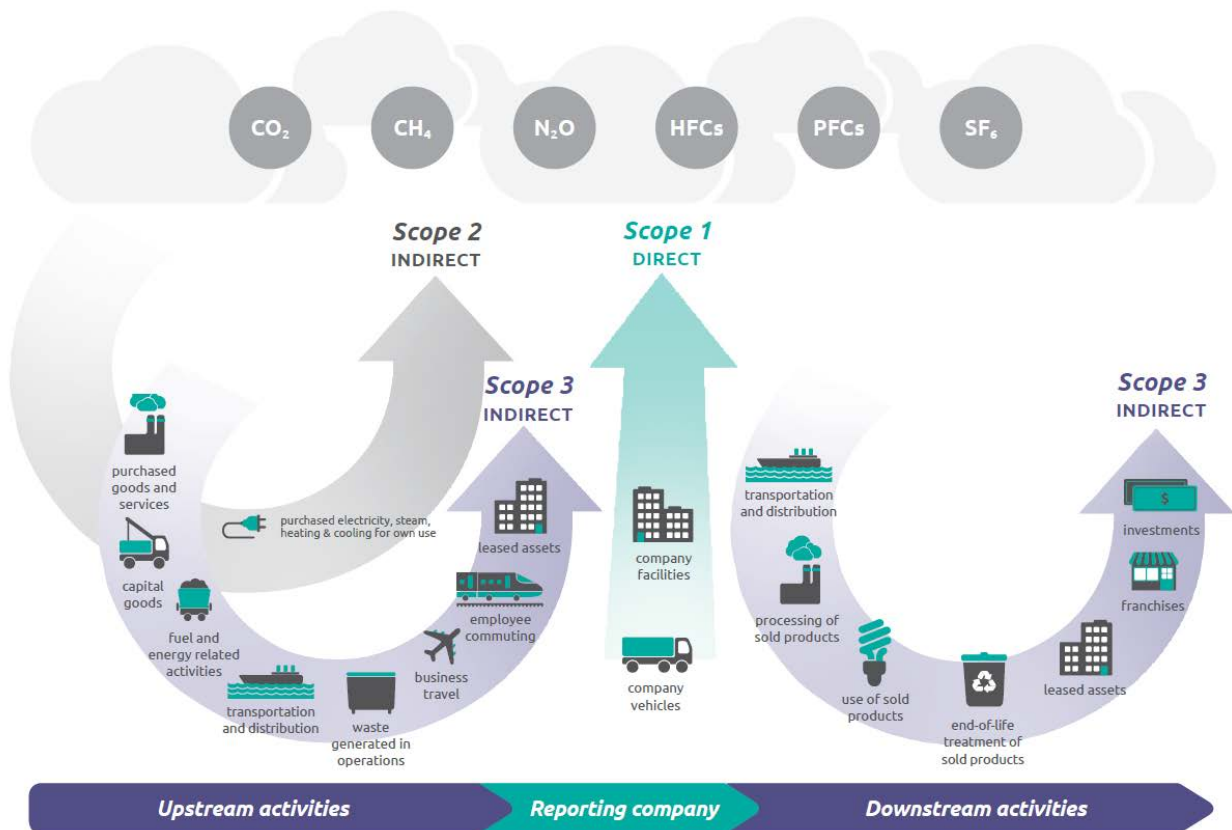 CO₂
CH₄
N₂O
HFCs
PFCs
SF₆
Scope 2
INDIRECT
Scope 1
DIRECT
Scope 3
INDIRECT
Scope 3
INDIRECT
purchased
goods and
services
capital
goods
fuel and
energy related
activities
purchased electricity, steam,
heating & cooling for own use
transportation
and distribution
waste
generated in
operations
business
travel
employee
commuting
leased assets
company
facilities
company
vehicles
transportation
and distribution
processing of
sold products
use of sold
products
end-of-life
treatment of
sold products
leased assets
franchises
investments
$
Upstream activities
Reporting company
Downstream activities